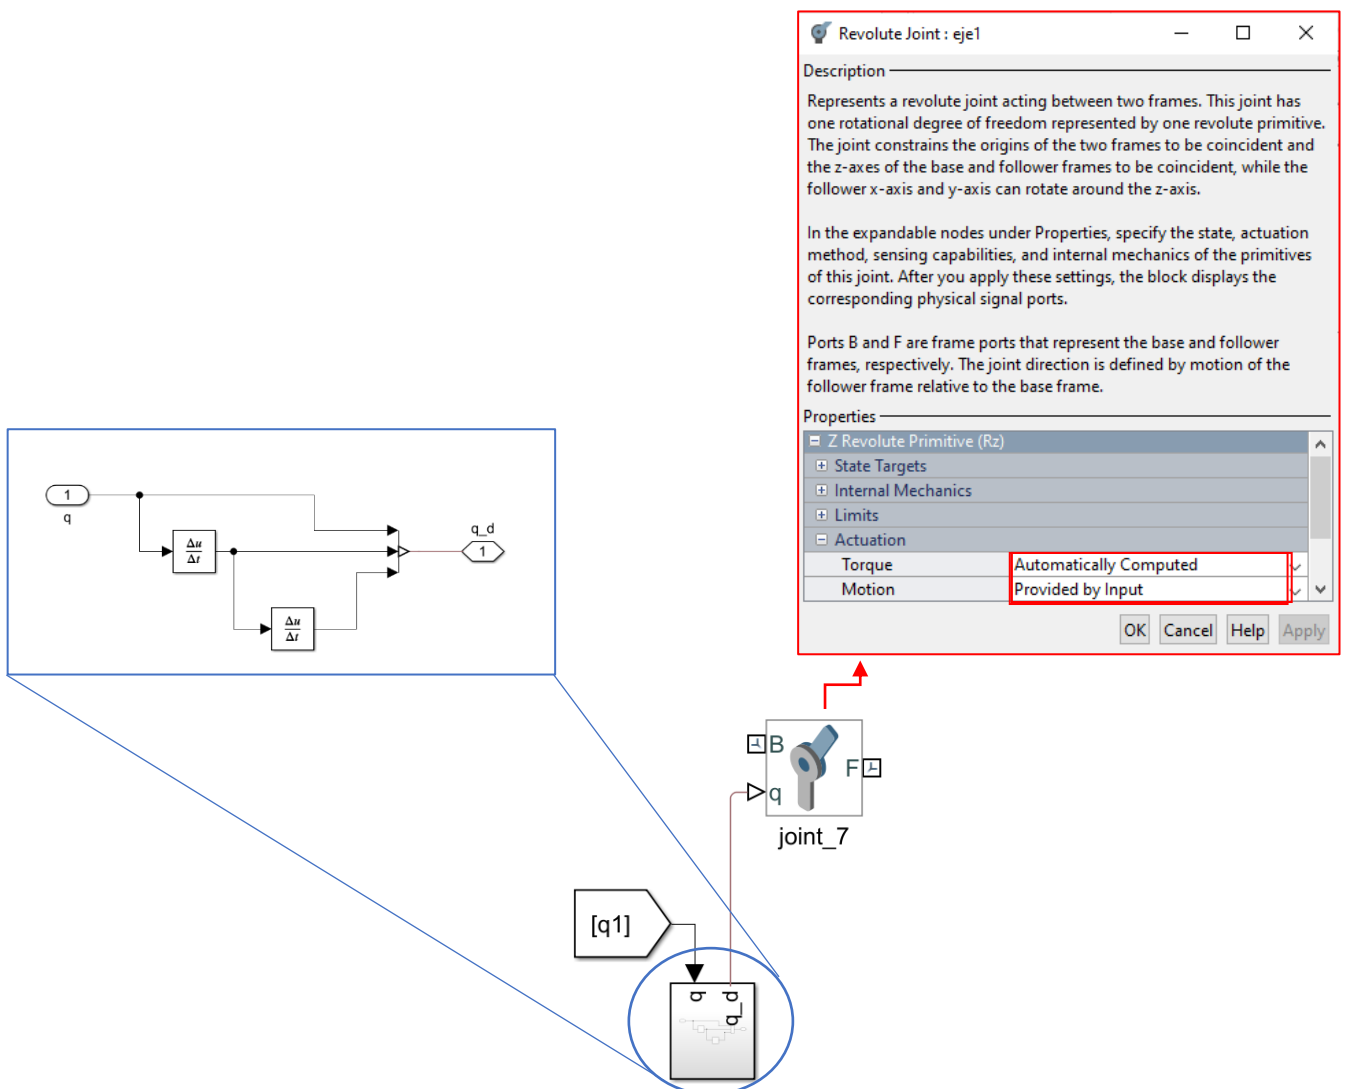 Revolute Joint : eje1
Description
Represents a revolute joint acting between two frames. This joint has
one rotational degree of freedom represented by one revolute primitive.
The joint constrains the origins of the two frames to be coincident and
the z-axes of the base and follower frames to be coincident, while the
follower x-axis and y-axis can rotate around the z-axis.
In the expandable nodes under Properties, specify the state, actuation
method, sensing capabilities, and internal mechanics of the primitives
of this joint. After you apply these settings, the block displays the
corresponding physical signal ports.
Ports B and F are frame ports that represent the base and follower
frames, respectively. The joint direction is defined by motion of the
follower frame relative to the base frame.
Properties
Z Revolute Primitive (Rz)
State Targets
Internal Mechanics
Limits
Actuation
Torque Automatically Computed
Motion Provided by Input
OK Cancel Help Apply
1
q
Δu
Δt
Δu
Δt
q_d
1
B
F
q
joint_7
[q1]
q
q_d